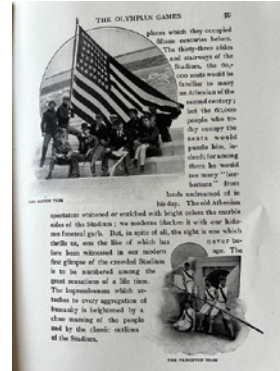 THE OLYMPIAN GAMES
places which they occupied
fifteen centuries before.
The thirty-three aisles
and stairways of the
Stadium, the 60,-
000 seats would be
familiar to many
an Athenian of the
second century;
but the 60,000
people who to-
day occupy the
seats would
puzzle him, in-
deed; for among
them he would
see many "bar-
barians" from
lands undreamed of in
his day. The old Athenian
spectators whitened or enriched with bright colors the marble
sides of the Stadium; we moderns blacken it with our hide-
ous funeral garb. But, in spite of all, the sight is one which
thrills us, one the like of which has never be-
fore been witnessed in our modern age. The
first glimpse of the crowded Stadium
is to be numbered among the
great sensations of a life time.
The impressiveness which at-
taches to every aggregation of
humanity is heightened by a
close massing of the people
and by the classic outlines
of the Stadium.
THE BOSTON TEAM
THE PRINCETON TEAM